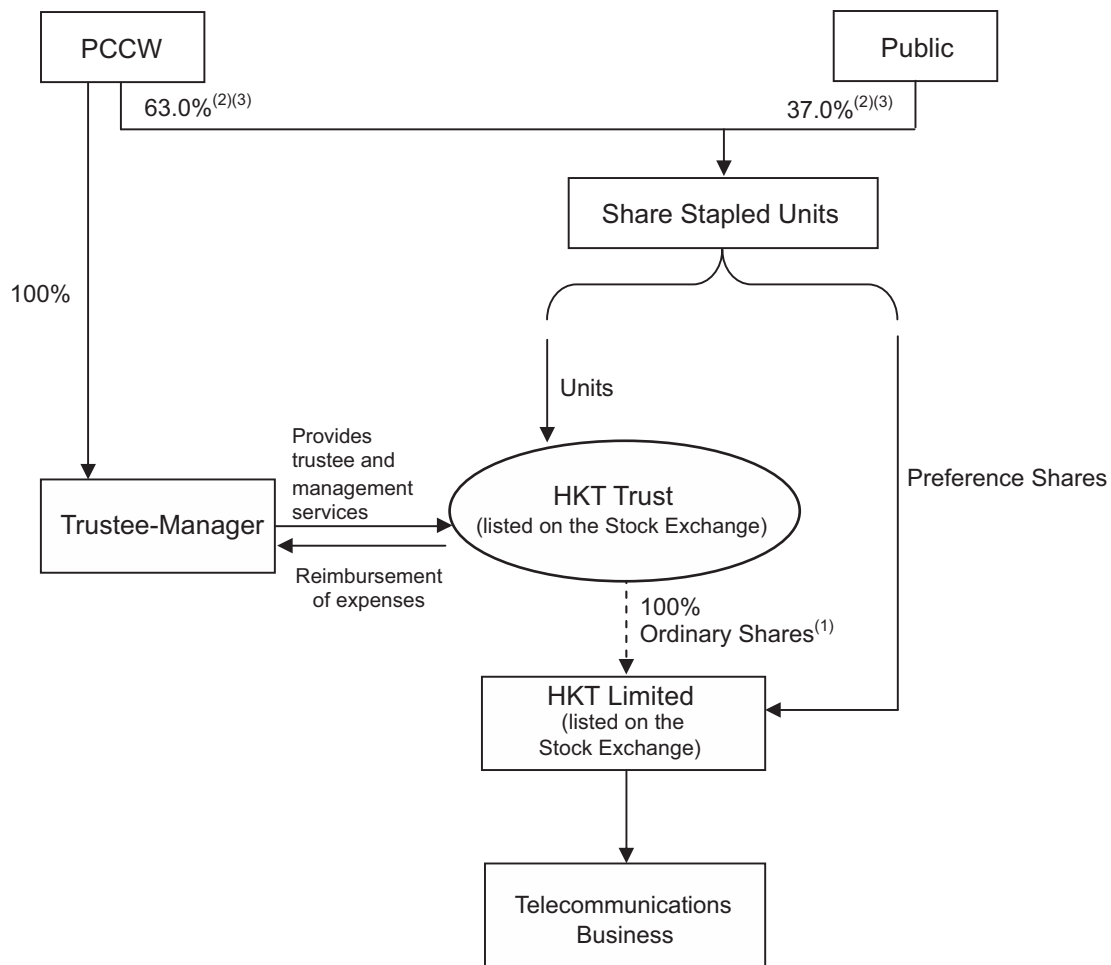 PCCW
Public
63.0%(2)(3)
37.0%(2)(3)
Share Stapled Units
100%
Units
Provides
trustee and
management
services
HKT Trust
(listed on the Stock Exchange)
Preference Shares
Trustee-Manager
Reimbursement
of expenses
100%
Ordinary Shares(1)
HKT Limited
(listed on the
Stock Exchange)
Telecommunications
Business